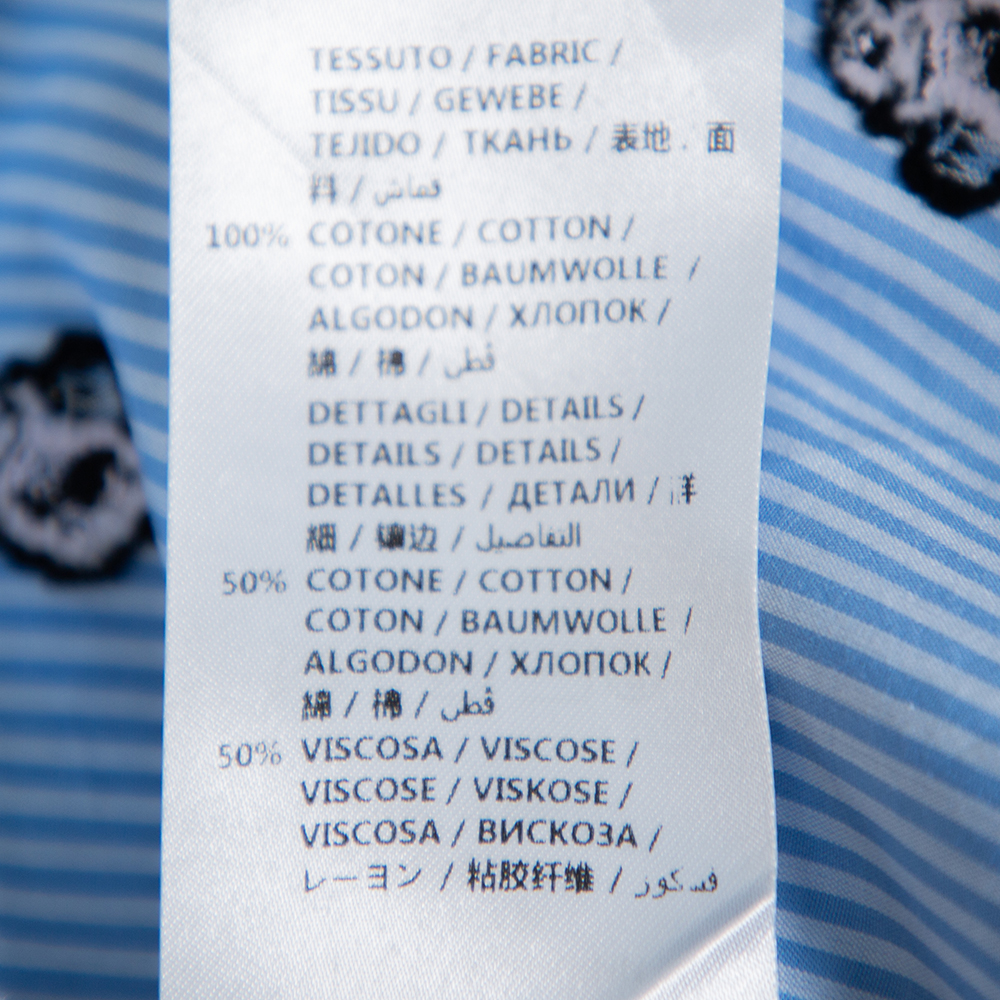 TESSUTO / FABRIC /
TISSU / GEWEBE /
TEJIDO / ТКАНЬ / 表地 . 面
料 / قماش
100% COTONE / COTTON /
COTON / BAUMWOLLE /
ALGODON / ХЛОПОК /
綿 / 棉 / قطن
DETTAGLI / DETAILS /
DETAILS / DETAILS /
DETALLES / ДЕТАЛИ / 詳
細 / 镶边 / التفاصيل
50% COTONE / COTTON /
COTON / BAUMWOLLE /
ALGODON / ХЛОПОК /
綿 / 棉 / قطن
50% VISCOSA / VISCOSE /
VISCOSE / VISKOSE /
VISCOSA / ВИСКОЗА /
レーヨン / 粘胶纤维 / فسكوز